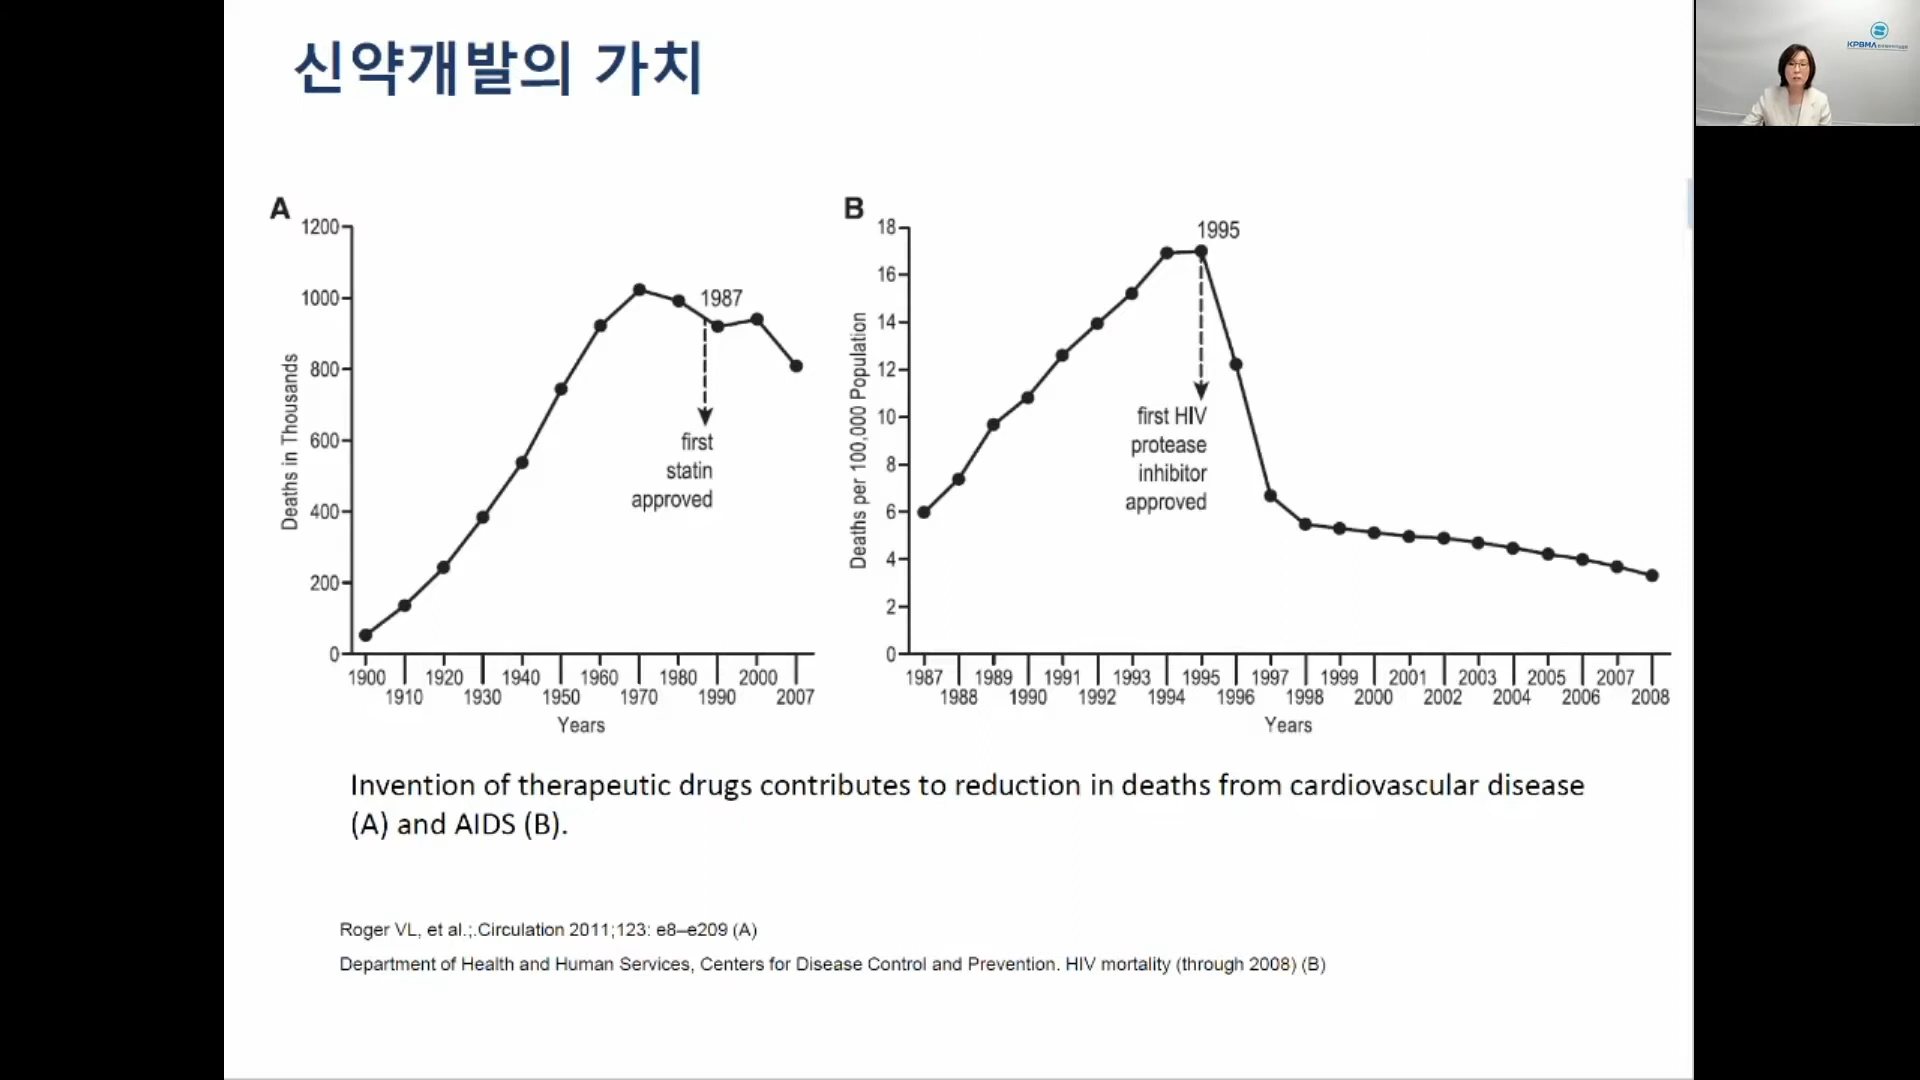 신약개발의 가치
A
1200
1000
800
600
400
200
0
Deaths in Thousands
1987
first
statin
approved
1900 1920 1940 1960 1980 2000
1910 1930 1950 1970 1990 2007
Years
B
18
16
14
12
10
8
6
4
2
0
Deaths per 100,000 Population
1995
first HIV
protease
inhibitor
approved
1987 1989 1991 1993 1995 1997 1999 2001 2003 2005 2007
1988 1990 1992 1994 1996 1998 2000 2002 2004 2006 2008
Years
Invention of therapeutic drugs contributes to reduction in deaths from cardiovascular disease
(A) and AIDS (B).
Roger VL, et al.;.Circulation 2011;123: e8–e209 (A)
Department of Health and Human Services, Centers for Disease Control and Prevention. HIV mortality (through 2008) (B)
KPBMA